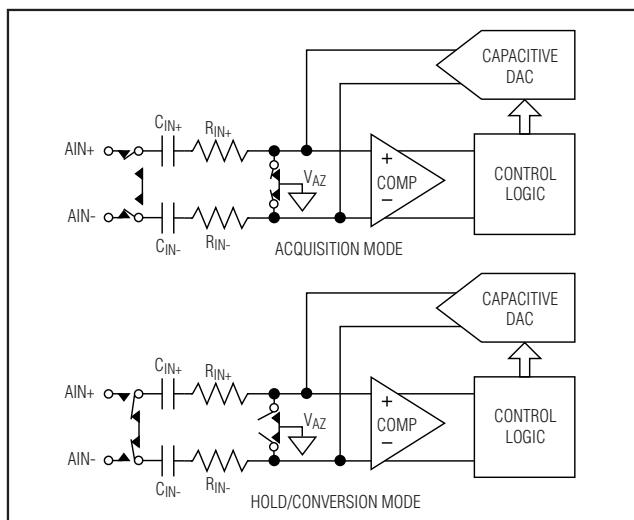 CAPACITIVE
DAC
CIN+
RIN+
AIN+
+
VAZ
COMP
CONTROL
LOGIC
AIN-
−
CIN-
RIN-
ACQUISITION MODE
CAPACITIVE
DAC
CIN+
RIN+
AIN+
+
VAZ
COMP
CONTROL
LOGIC
AIN-
−
CIN-
RIN-
HOLD/CONVERSION MODE